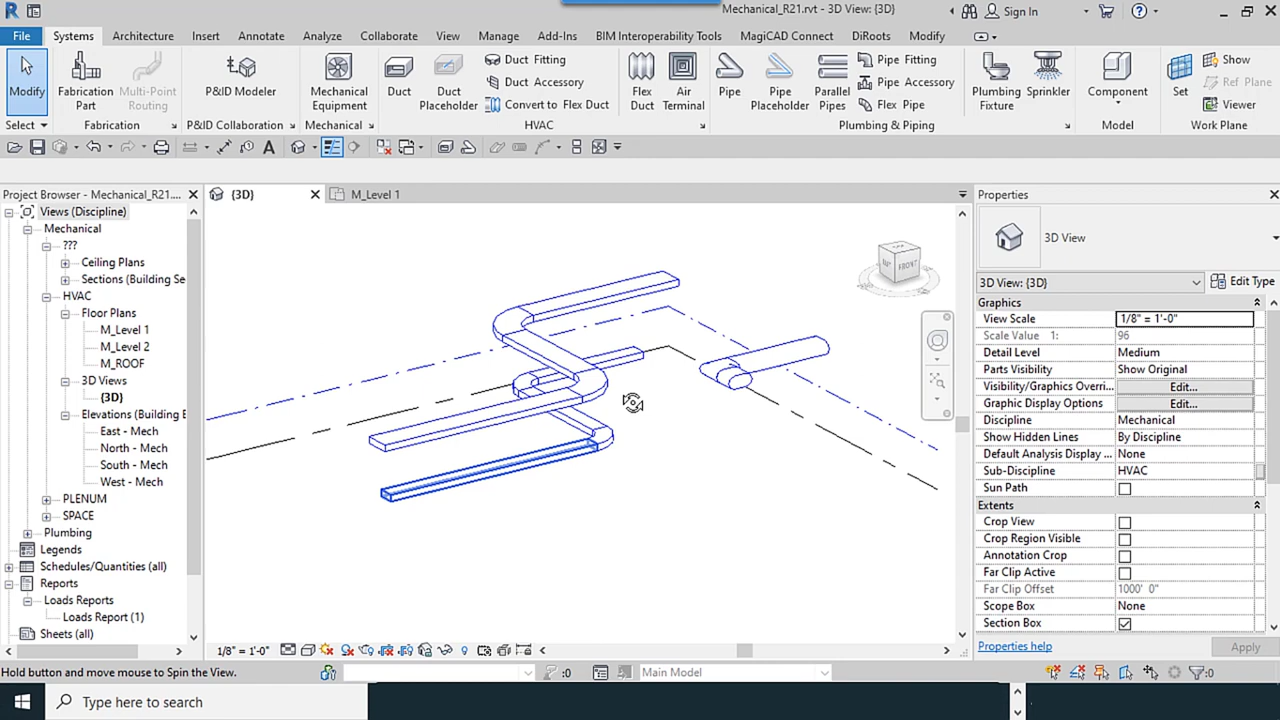 Mechanical_R21.rvt - 3D View: {3D}
Sign In
File
Systems
Architecture
Insert
Annotate
Analyze
Collaborate
View
Manage
Add-Ins
BIM Interoperability Tools
MagiCAD Connect
DiRoots
Modify
Modify
Fabrication Part
Multi-Point Routing
P&ID Modeler
Mechanical Equipment
Duct
Duct Placeholder
Duct Fitting
Duct Accessory
Convert to Flex Duct
Flex Duct
Air Terminal
Pipe
Pipe Placeholder
Parallel Pipes
Pipe Fitting
Pipe Accessory
Flex Pipe
Plumbing Fixture
Sprinkler
Component
Set
Show
Ref Plane
Viewer
Select
Fabrication
P&ID Collaboration
Mechanical
HVAC
Plumbing & Piping
Model
Work Plane
Project Browser - Mechanical_R21....
{3D}
M_Level 1
Properties
Views (Discipline)
Mechanical
???
Ceiling Plans
Sections (Building Se
HVAC
Floor Plans
M_Level 1
M_Level 2
M_ROOF
3D Views
{3D}
Elevations (Building E
East - Mech
North - Mech
South - Mech
West - Mech
PLENUM
SPACE
Plumbing
Legends
Schedules/Quantities (all)
Reports
Loads Reports
Loads Report (1)
Sheets (all)
FRONT
3D View
3D View: {3D}
Edit Type
Graphics
View Scale 1/8" = 1'-0"
Scale Value 1: 96
Detail Level Medium
Parts Visibility Show Original
Visibility/Graphics Overri... Edit...
Graphic Display Options Edit...
Discipline Mechanical
Show Hidden Lines By Discipline
Default Analysis Display ... None
Sub-Discipline HVAC
Sun Path
Extents
Crop View
Crop Region Visible
Annotation Crop
Far Clip Active
Far Clip Offset 1000' 0"
Scope Box None
Section Box
Properties help
Apply
1/8" = 1'-0"
Hold button and move mouse to Spin the View.
:0
Main Model
:0
Type here to search